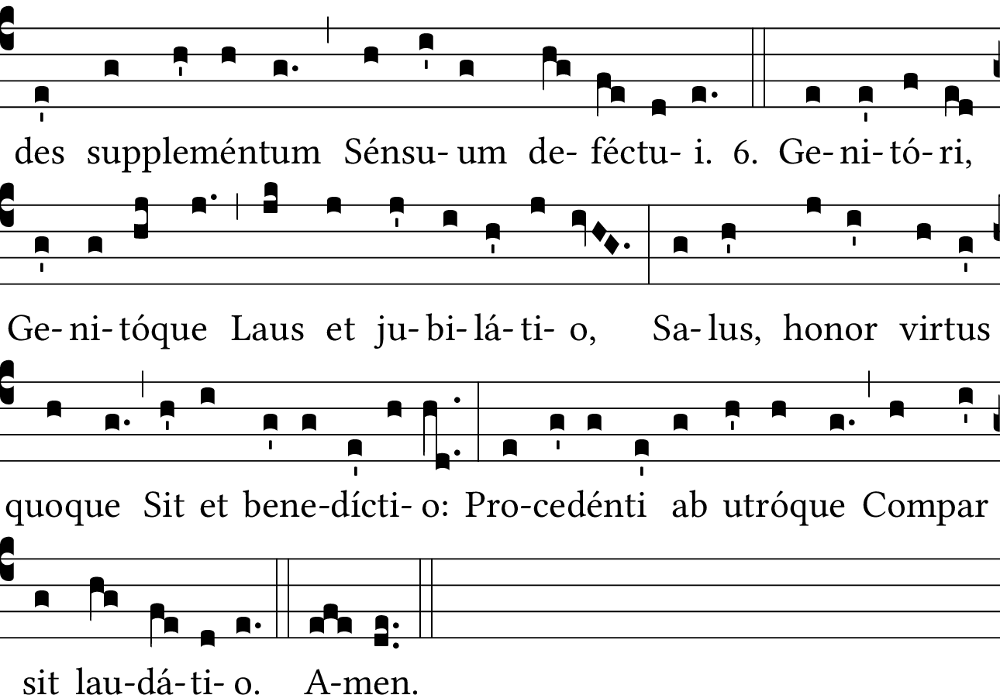 des suppleméntum Sénsu- um de- féctu- i. 6. Ge- ni- tó- ri,
Ge- ni- tóque Laus et ju- bi- lá- ti- o, Sa- lus, honor virtus
quoque Sit et bene-dícti- o: Pro-cedénti ab utróque Compar
sit lau-dá- ti- o. A-men.